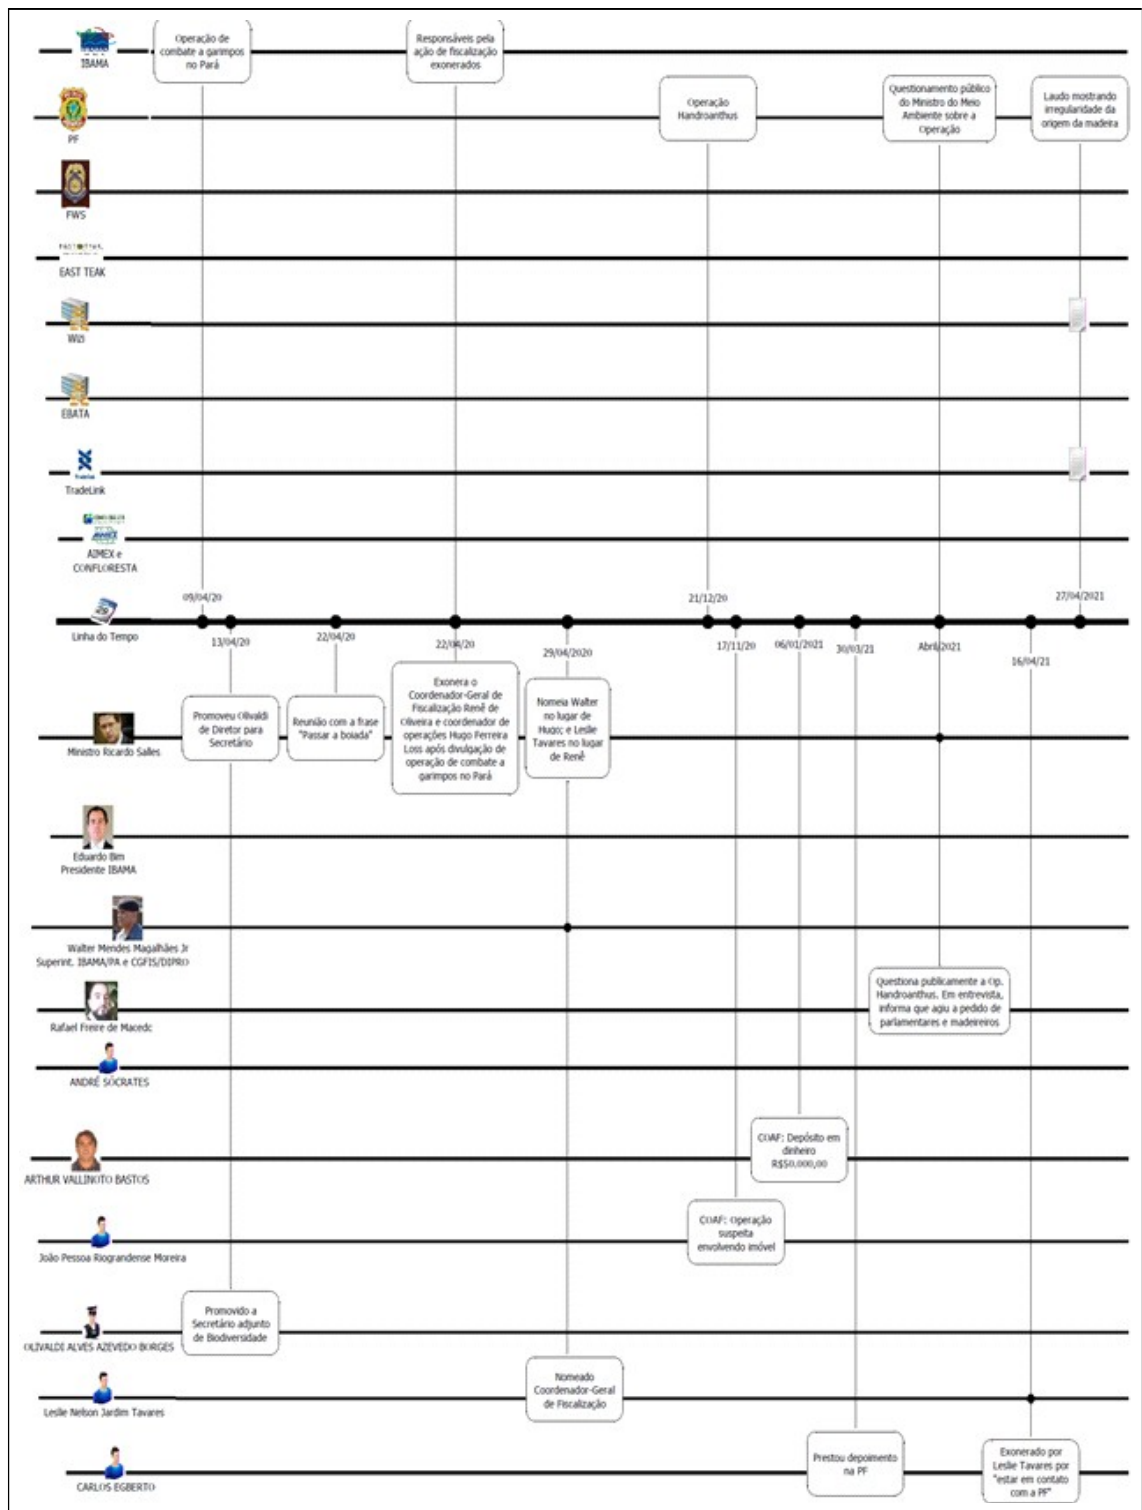 Operação de
combate a garimpos
no Pará
Responsáveis pela
ação de fiscalização
exonerados
IBAMA
Operação
Handroanthus
Questionamento público
do Ministro do Meio
Ambiente sobre a
Operação
Laudo mostrando
irregularidade da
origem da madeira
PF
FWS
EAST TEAK
Wizi
EBATA
TradeLink
AIMEX e
CONFLORESTA
09/04/20
21/12/20
27/04/2021
Linha do Tempo
13/04/20
22/04/20
22/04/20
29/04/2020
17/11/20
06/01/2021
30/03/21
Abril/2021
16/04/21
Ministro Ricardo Salles
Promoveu Olivaldi
de Diretor para
Secretário
Reunião com a frase
"Passar a boiada"
Exonera o
Coordenador-Geral de
Fiscalização Renê de
Oliveira e coordenador de
operações Hugo Ferreira
Loss após divulgação de
operação de combate a
garimpos no Pará
Nomeia Walter
no lugar de
Hugo; e Leslie
Tavares no lugar
de Renê
Eduardo Bim
Presidente IBAMA
Walter Mendes Magalhães Jr
Superint. IBAMA/PA e CGFIS/DIPRO
Rafael Freire de Macedo
Questiona publicamente a Op.
Handroanthus. Em entrevista,
informa que agiu a pedido de
parlamentares e madeireiros
ANDRÉ SÓCRATES
ARTHUR VALLINOTO BASTOS
COAF: Depósito em
dinheiro
R$50.000,00
João Pessoa Riograndense Moreira
COAF: Operação
suspeita
envolvendo imóvel
OLIVALDI ALVES AZEVEDO BORGES
Promovido a
Secretário adjunto
de Biodiversidade
Leslie Nelson Jardim Tavares
Nomeado
Coordenador-Geral
de Fiscalização
CARLOS EGBERTO
Prestou depoimento
na PF
Exonerado por
Leslie Tavares por
"estar em contato
com a PF"